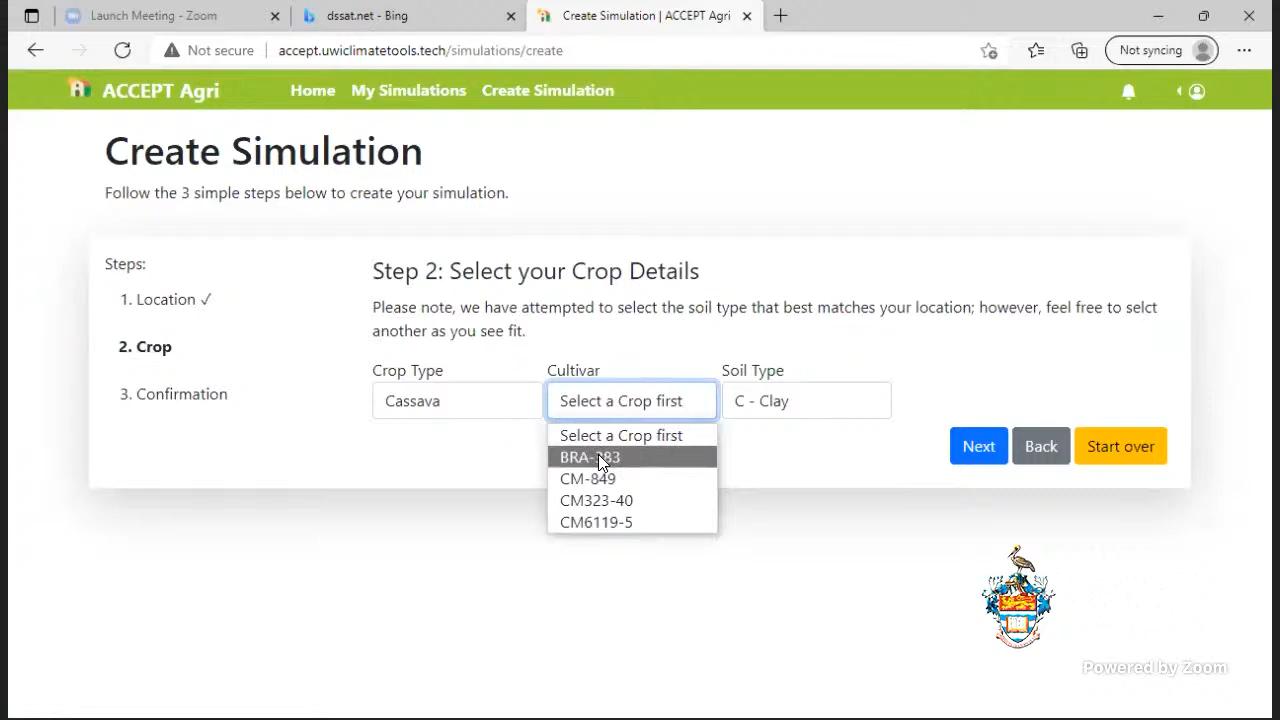 Launch Meeting - Zoom
dssat.net - Bing
Create Simulation | ACCEPT Agri
Not secure
accept.uwiclimatetools.tech/simulations/create
Not syncing
ACCEPT Agri
Home
My Simulations
Create Simulation
Create Simulation
Follow the 3 simple steps below to create your simulation.
Steps:
1. Location ✓
2. Crop
3. Confirmation
Step 2: Select your Crop Details
Please note, we have attempted to select the soil type that best matches your location; however, feel free to selct
another as you see fit.
Crop Type
Cultivar
Soil Type
Cassava
Select a Crop first
C - Clay
Select a Crop first
CM-849
CM323-40
CM6119-5
Next
Back
Start over
Powered by Zoom